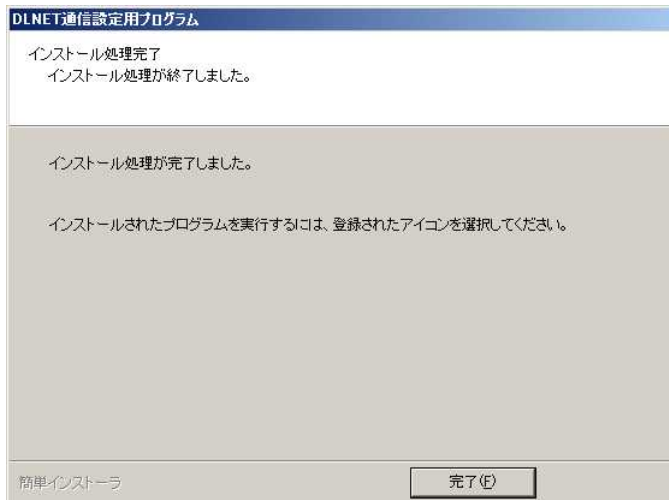 DLNET通信設定用プログラム
インストール処理完了
インストール処理が終了しました。
インストール処理が完了しました。
インストールされたプログラムを実行するには、登録されたアイコンを選択してください。
簡単インストーラ
完了(F)